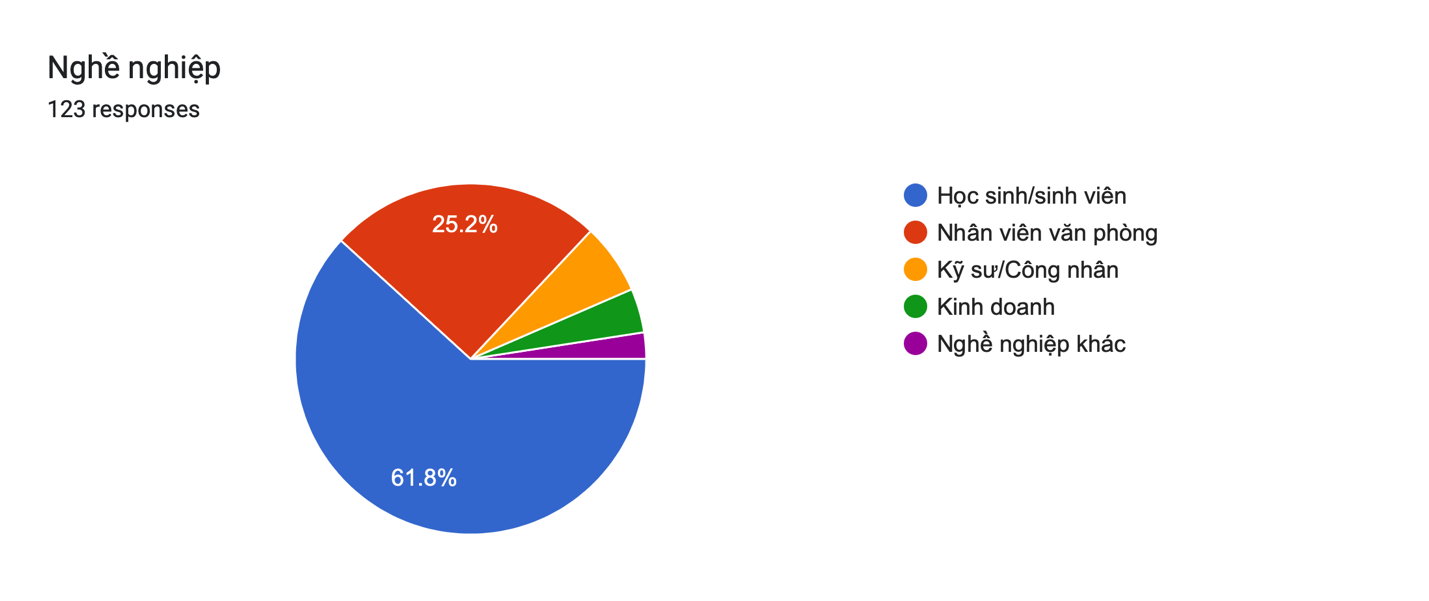 Nghề nghiệp
123 responses
25.2%
61.8%
Học sinh/sinh viên
Nhân viên văn phòng
Kỹ sư/Công nhân
Kinh doanh
Nghề nghiệp khác